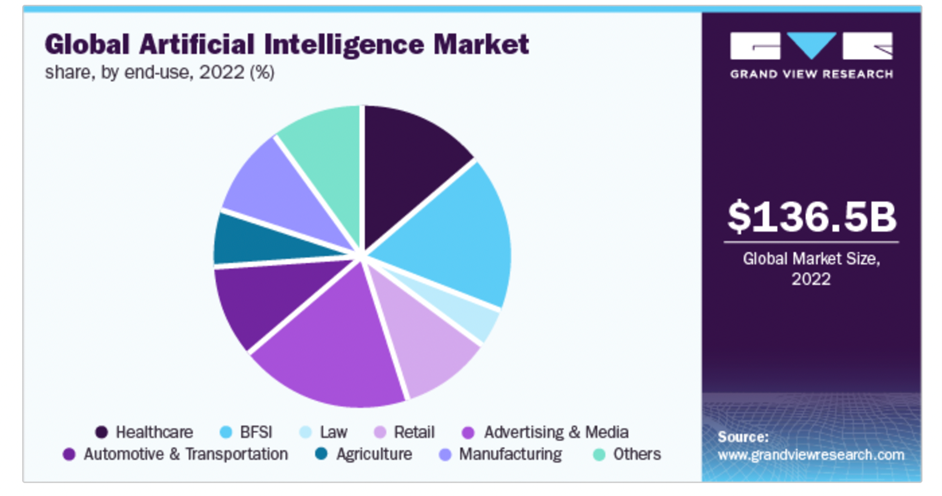 Global Artificial Intelligence Market
share, by end-use, 2022 (%)
Healthcare BFSI Law Retail Advertising & Media
Automotive & Transportation Agriculture Manufacturing Others
GRAND VIEW RESEARCH
$136.5B
Global Market Size,
2022
Source:
www.grandviewresearch.com